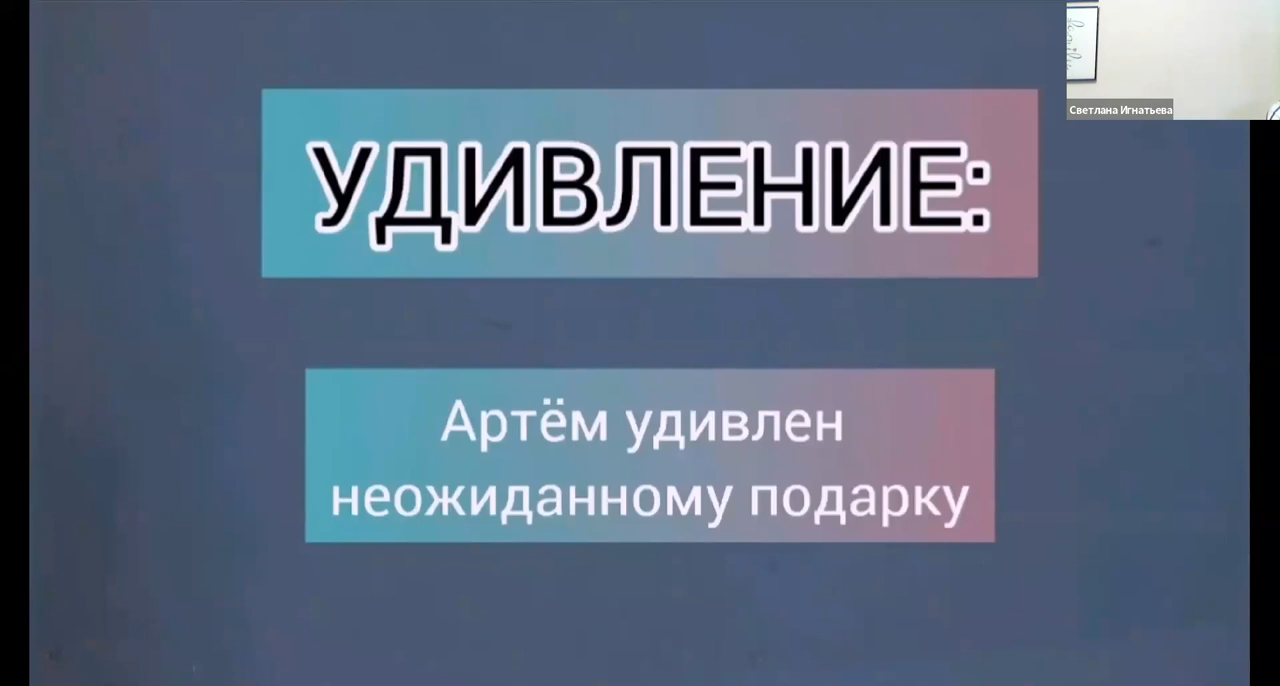 УДИВЛЕНИЕ:
Артём удивлен
неожиданному подарку
Светлана Игнатьева